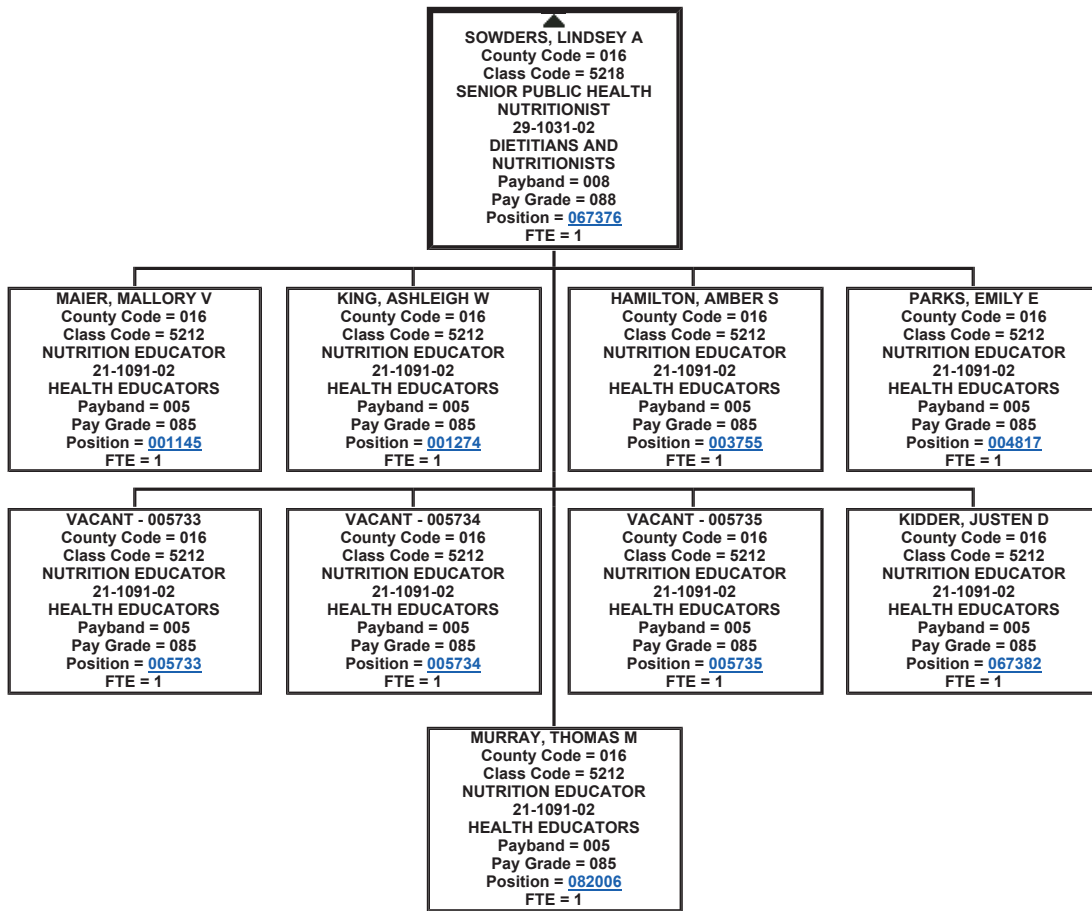 SOWDERS, LINDSEY A
County Code = 016
Class Code = 5218
SENIOR PUBLIC HEALTH
NUTRITIONIST
29-1031-02
DIETITIANS AND
NUTRITIONISTS
Payband = 008
Pay Grade = 088
Position = 067376
FTE = 1
MAIER, MALLORY V
County Code = 016
Class Code = 5212
NUTRITION EDUCATOR
21-1091-02
HEALTH EDUCATORS
Payband = 005
Pay Grade = 085
Position = 001145
FTE = 1
KING, ASHLEIGH W
County Code = 016
Class Code = 5212
NUTRITION EDUCATOR
21-1091-02
HEALTH EDUCATORS
Payband = 005
Pay Grade = 085
Position = 001274
FTE = 1
HAMILTON, AMBER S
County Code = 016
Class Code = 5212
NUTRITION EDUCATOR
21-1091-02
HEALTH EDUCATORS
Payband = 005
Pay Grade = 085
Position = 003755
FTE = 1
PARKS, EMILY E
County Code = 016
Class Code = 5212
NUTRITION EDUCATOR
21-1091-02
HEALTH EDUCATORS
Payband = 005
Pay Grade = 085
Position = 004817
FTE = 1
VACANT - 005733
County Code = 016
Class Code = 5212
NUTRITION EDUCATOR
21-1091-02
HEALTH EDUCATORS
Payband = 005
Pay Grade = 085
Position = 005733
FTE = 1
VACANT - 005734
County Code = 016
Class Code = 5212
NUTRITION EDUCATOR
21-1091-02
HEALTH EDUCATORS
Payband = 005
Pay Grade = 085
Position = 005734
FTE = 1
VACANT - 005735
County Code = 016
Class Code = 5212
NUTRITION EDUCATOR
21-1091-02
HEALTH EDUCATORS
Payband = 005
Pay Grade = 085
Position = 005735
FTE = 1
KIDDER, JUSTEN D
County Code = 016
Class Code = 5212
NUTRITION EDUCATOR
21-1091-02
HEALTH EDUCATORS
Payband = 005
Pay Grade = 085
Position = 067382
FTE = 1
MURRAY, THOMAS M
County Code = 016
Class Code = 5212
NUTRITION EDUCATOR
21-1091-02
HEALTH EDUCATORS
Payband = 005
Pay Grade = 085
Position = 082006
FTE = 1